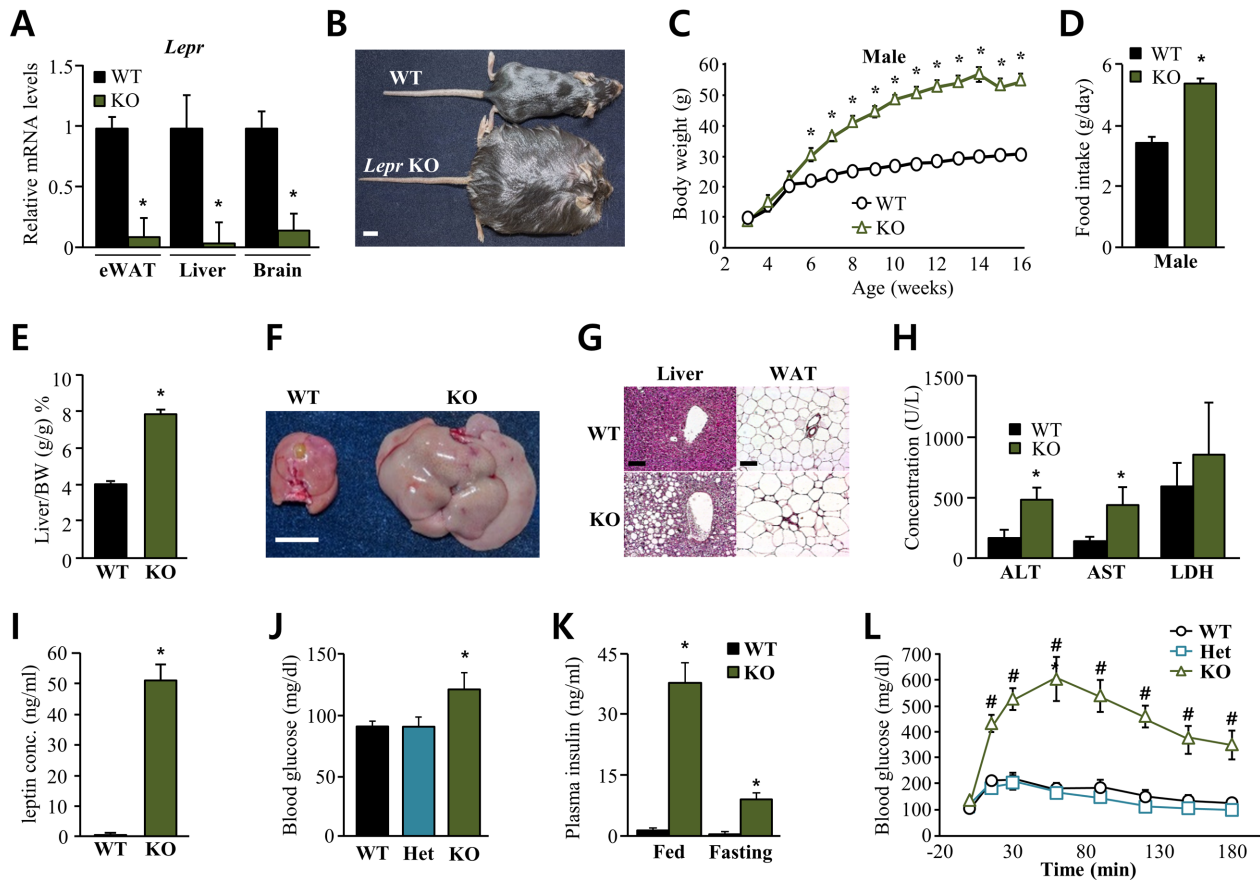 A
Lepr
WT
KO
Relative mRNA levels
1.5
1
0.5
0
*
*
*
eWAT Liver Brain
B
WT
Lepr KO
C
Male
Body weight (g)
60
50
40
30
20
10
0
* * * * * * * * * * *
WT
KO
2 4 6 8 10 12 14 16
Age (weeks)
D
WT
KO
Food intake (g/day)
6
4
2
0
*
Male
E
Liver/BW (g/g) %
10
8
6
4
2
0
*
WT KO
F
WT KO
G
Liver WAT
WT
KO
H
Concentration (U/L)
1500
1000
500
0
WT
KO
* *
ALT AST LDH
I
leptin conc. (ng/ml)
60
50
40
30
20
10
0
*
WT KO
J
Blood glucose (mg/dl)
150
100
50
0
*
WT Het KO
K
Plasma insulin (ng/ml)
45
30
15
0
WT
KO
*
*
Fed Fasting
L
WT
Het
KO
Blood glucose (mg/dl)
700
600
500
400
300
200
100
0
# # # * # # # #
-20 30 80 130 180
Time (min)